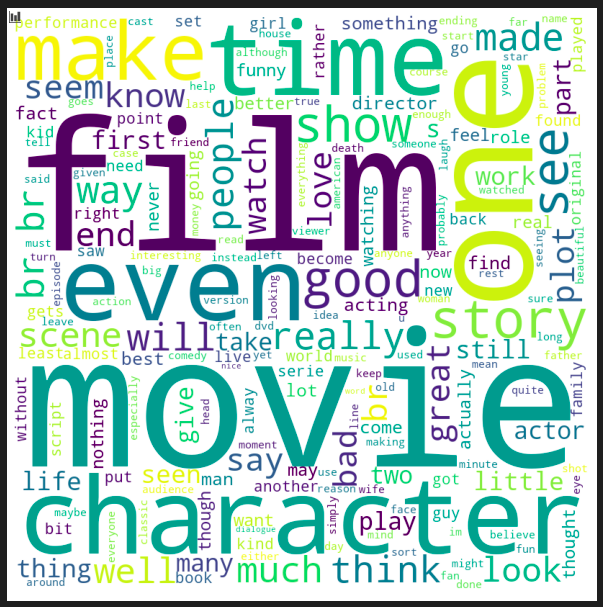 performance cast set girl something ending far name
make time made played
place although house rather go start star
funny
seem know help last better true director course young problem part
fact goes enough found
kid point people show s feel role
tell first friend watch death someone laugh
film one see
case need going everything love american work
said given way never money watching anything watched original
right read viewer back probably real beautiful
br br end
must saw interesting instead left become anyone year find seeing plot
turn episode even big looking good now woman rest
action version idea acting new sure
gets leave story long
scene will take often dvd really used still father
least almost best comedy live yet world music mean
nice serie keep great quite
movie
without script nothing especially give head alway lot word old br line come actually family
moment making actor
say bad minute shot
life seen put man may use two got little eye
audience another reason wife
character
maybe bit everyone classic though want simply play face guy im believe thought
kind dialogue either day mind sort fun
thing well many much think might look
around book fan done